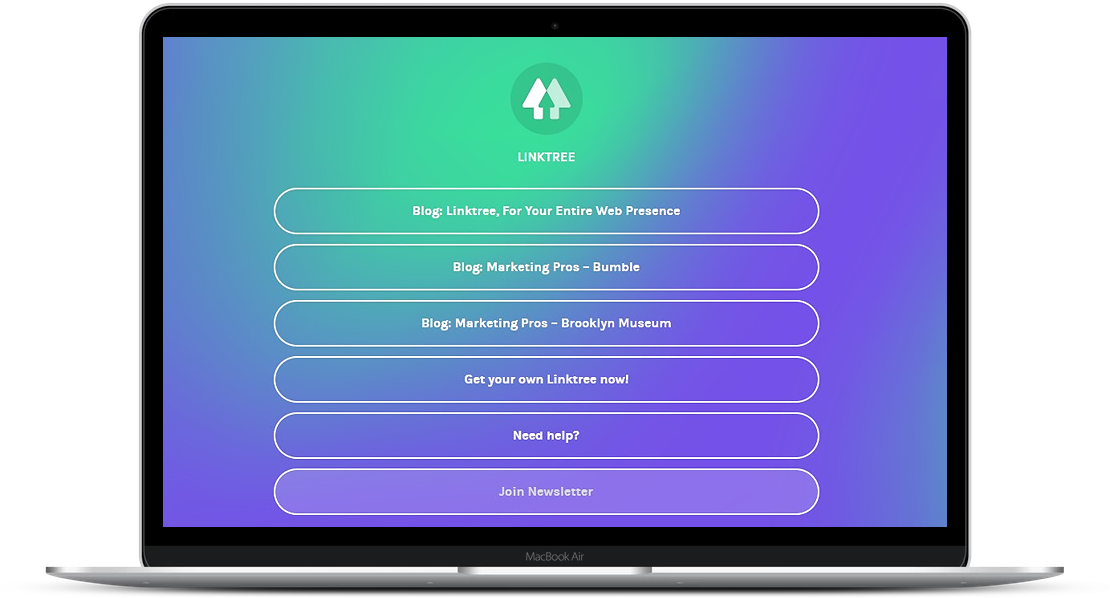 LINKTREE
Blog: Linktree, For Your Entire Web Presence
Blog: Marketing Pros – Bumble
Blog: Marketing Pros – Brooklyn Museum
Get your own Linktree now!
Need help?
Join Newsletter
MacBook Air